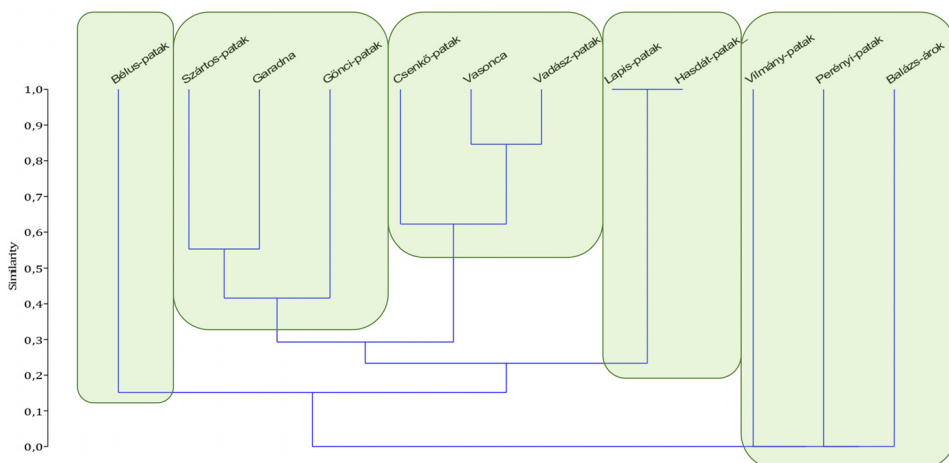 Bélus-patak
Szártos-patak
Garadna
Gönci-patak
Csenkő-patak
Vasonca
Vadász-patak
Lapis-patak
Hasdát-patak_
Vilmány-patak
Perényi-patak
Balázs-árok
1,0
0,9
0,8
0,7
0,6
0,5
0,4
0,3
0,2
0,1
0,0
Similarity